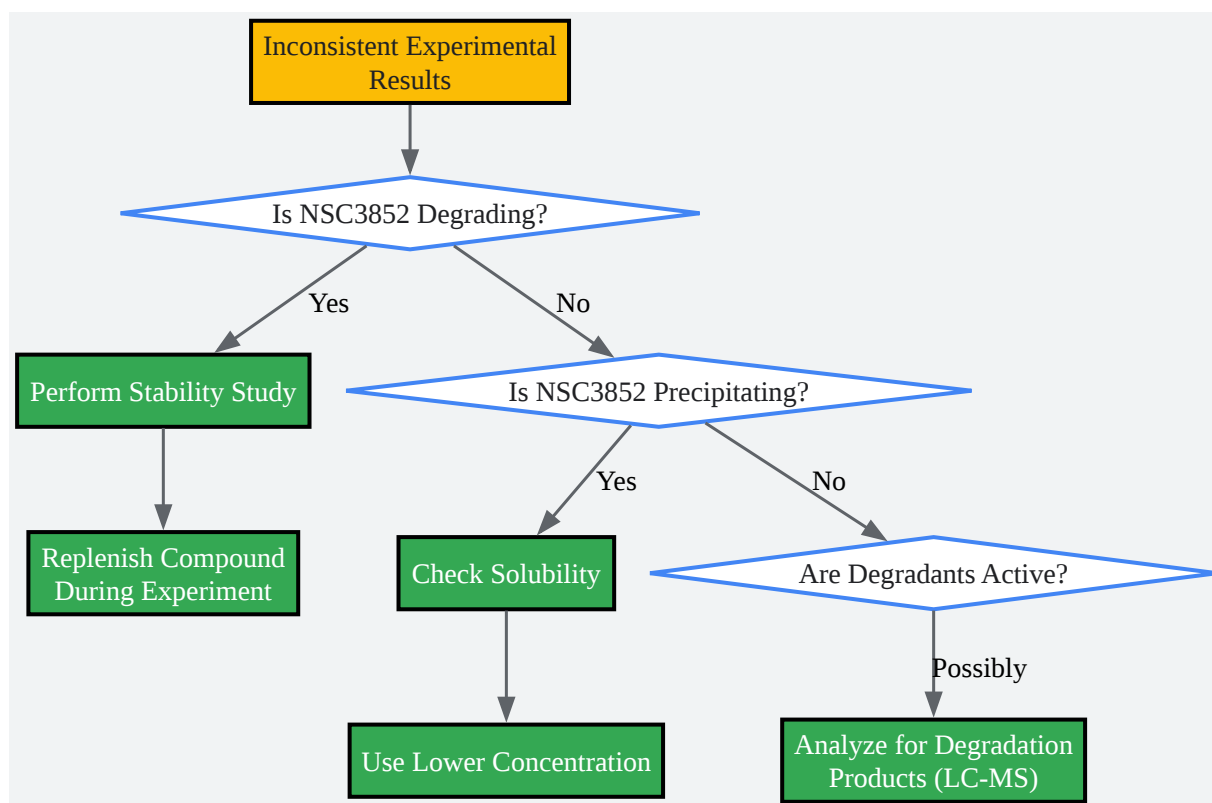 Inconsistent Experimental
Results
Is NSC3852 Degrading?
Yes
No
Perform Stability Study
Is NSC3852 Precipitating?
Yes
No
Replenish Compound
During Experiment
Check Solubility
Are Degradants Active?
Possibly
Use Lower Concentration
Analyze for Degradation
Products (LC-MS)